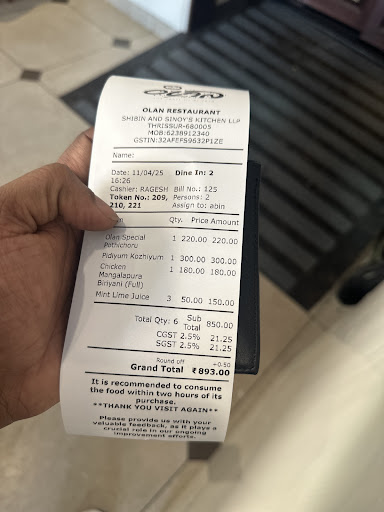 OLAN
OLAN RESTAURANT
SHIBIN AND SINOY'S KITCHEN LLP
THRISSUR-680005
MOB:6238912340
GSTIN:32AFEFS9632P1ZE
Name:
Date: 11/04/25 Dine In: 2
16:26
Cashier: RAGESH Bill No.: 125
Token No.: 209, Persons: 2
210, 221 Assign to: abin
Qty. Price Amount
Olan Special 1 220.00 220.00
Pothichoru
Pidiyum Kozhiyum 1 300.00 300.00
Chicken 1 180.00 180.00
Mangalapura
Biriyani (Full)
Mint Lime Juice 3 50.00 150.00
Total Qty: 6 Sub 850.00
Total
CGST 2.5% 21.25
SGST 2.5% 21.25
Round off +0.50
Grand Total ₹893.00
It is recommended to consume
the food within two hours of its
purchase.
**THANK YOU VISIT AGAIN**
Please provide us with your
valuable feedback, as it plays a
crucial role in our ongoing
improvement efforts.